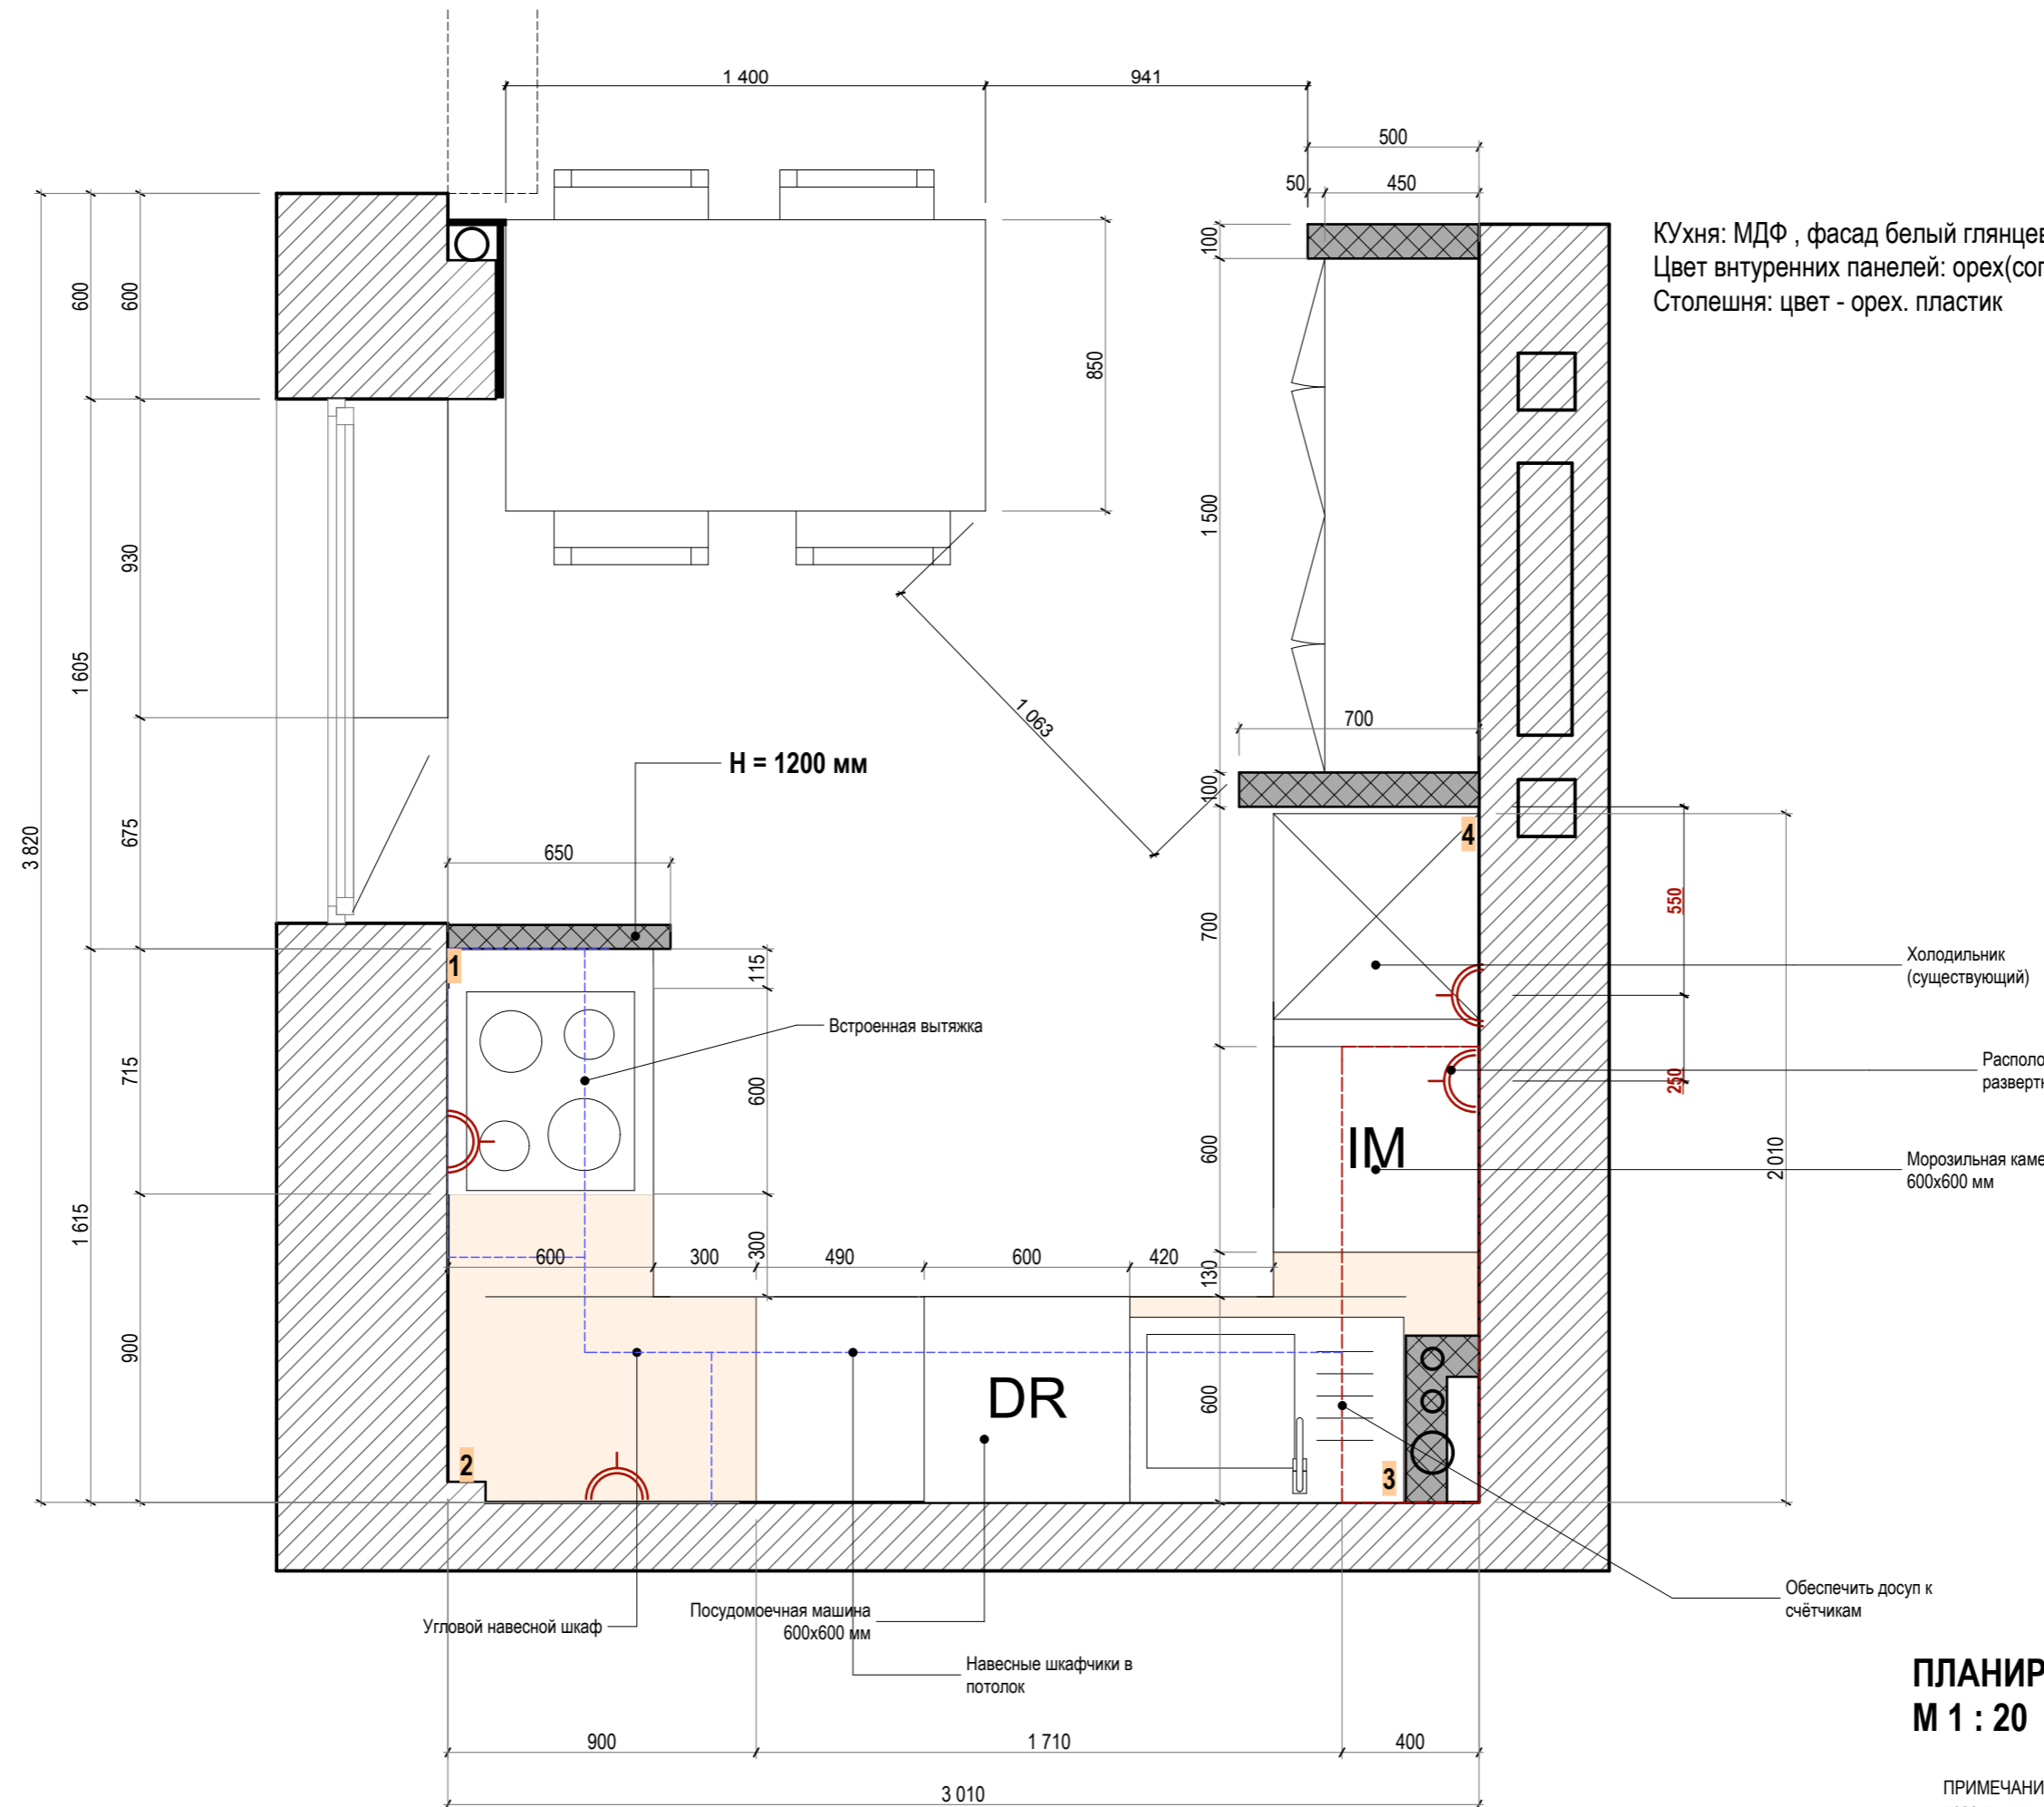 1 400
941
500
50
450
100
КУхня: МДФ , фасад белый глянцев
Цвет внтуренних панелей: орех(сог
Столешня: цвет - орех. пластик
600
600
850
1 500
930
1 605
1 063
700
H = 1200 мм
100
3 820
675
650
4
550
700
Холодильник
(существующий)
1
115
Встроенная вытяжка
715
600
250
Располо
развертк
IM
600
2 010
Морозильная каме
600х600 мм
1 615
600
300
300
490
600
420
130
900
DR
600
2
3
Обеспечить досуп к
счётчикам
Угловой навесной шкаф
Посудомоечная машина
600х600 мм
Навесные шкафчики в
потолок
ПЛАНИР
М 1 : 20
900
1 710
400
3 010
ПРИМЕЧАНИ